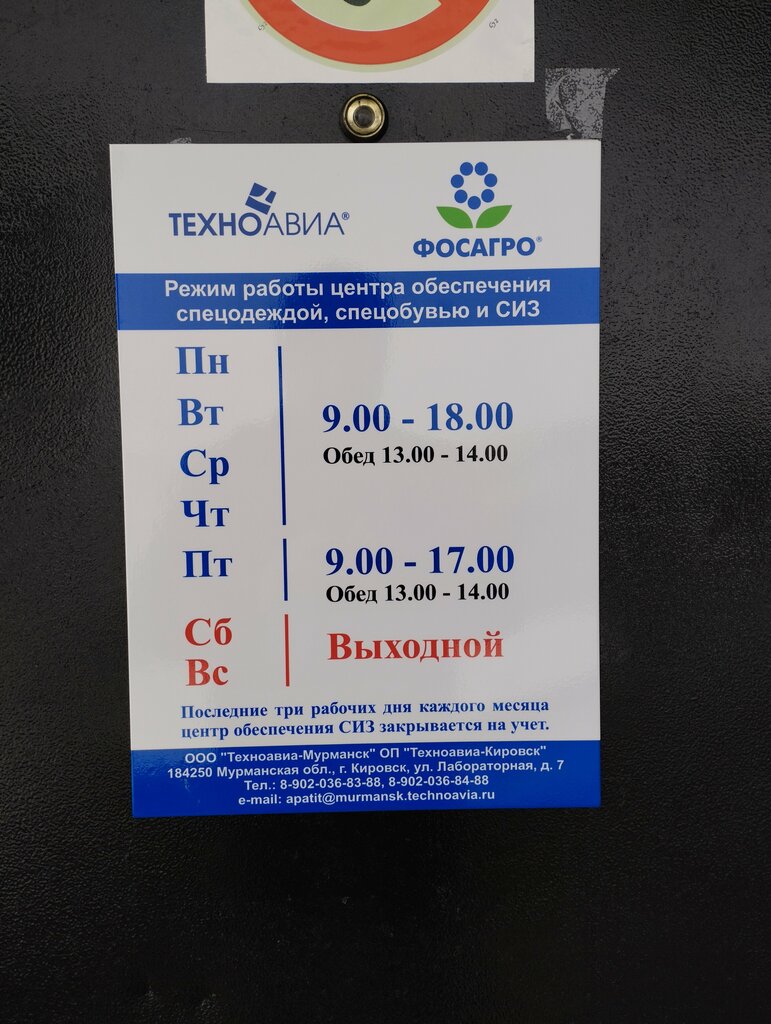 ТЕХНОАВИА®
ФОСАГРО®
Режим работы центра обеспечения
спецодеждой, спецобувью и СИЗ
Пн
Вт
Ср
Чт
9.00 - 18.00
Обед 13.00 - 14.00
Пт
9.00 - 17.00
Обед 13.00 - 14.00
Сб
Вс
Выходной
Последние три рабочих дня каждого месяца
центр обеспечения СИЗ закрывается на учет.
ООО "Техноавиа-Мурманск" ОП "Техноавиа-Кировск"
184250 Мурманская обл., г. Кировск, ул. Лабораторная, д. 7
Тел.: 8-902-036-83-88, 8-902-036-84-88
e-mail: apatit@murmansk.technoavia.ru